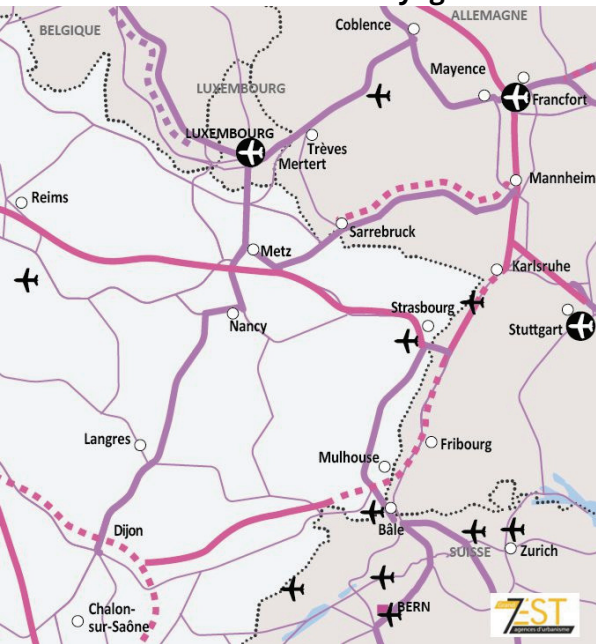 ALLEMAGNE
BELGIQUE
Coblence
Mayence
LUXEMBOURG
Francfort
LUXEMBOURG
Trèves
Mertert
Mannheim
Reims
Sarrebruck
Metz
Karlsruhe
Strasbourg
Nancy
Stuttgart
Langres
Fribourg
Mulhouse
Dijon
Bâle
SUISSE
Zurich
BERN
Chalon-
sur-Saône
7EST
agences d'urbanisme